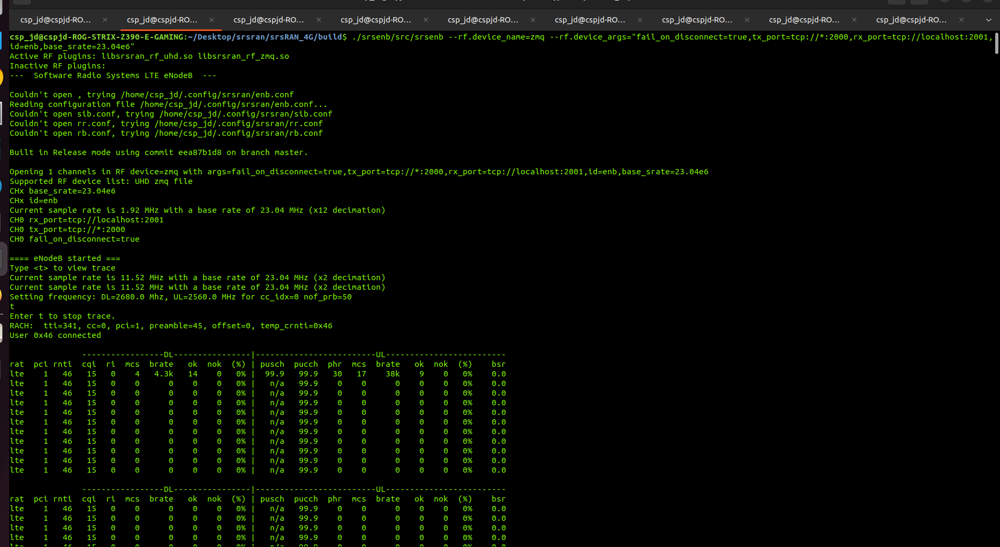 csp_jd@cspjd-RO... × csp_jd@cspjd-RO... × csp_jd@cspjd-RO... × csp_jd@cspjd-RO... × csp_jd@cspjd-RO... × csp_jd@cspjd-RO... × csp_jd@cspjd-RO... × csp_jd@cspjd-RO... × csp_jd@cspjd-RO... ×
csp_jd@cspjd-ROG-STRIX-Z390-E-GAMING:~/Desktop/srsran/srsRAN_4G/build$ ./srsenb/src/srsenb --rf.device_name=zmq --rf.device_args="fail_on_disconnect=true,tx_port=tcp://*:2000,rx_port=tcp://localhost:2001,
id=enb,base_srate=23.04e6"
Active RF plugins: libsrsran_rf_uhd.so libsrsran_rf_zmq.so
Inactive RF plugins:
---  Software Radio Systems LTE eNodeB  ---
Couldn't open , trying /home/csp_jd/.config/srsran/enb.conf
Reading configuration file /home/csp_jd/.config/srsran/enb.conf...
Couldn't open sib.conf, trying /home/csp_jd/.config/srsran/sib.conf
Couldn't open rr.conf, trying /home/csp_jd/.config/srsran/rr.conf
Couldn't open rb.conf, trying /home/csp_jd/.config/srsran/rb.conf
Built in Release mode using commit eea87b1d8 on branch master.
Opening 1 channels in RF device=zmq with args=fail_on_disconnect=true,tx_port=tcp://*:2000,rx_port=tcp://localhost:2001,id=enb,base_srate=23.04e6
Supported RF device list: UHD zmq file
CHx base_srate=23.04e6
CHx id=enb
Current sample rate is 1.92 MHz with a base rate of 23.04 MHz (x12 decimation)
CH0 rx_port=tcp://localhost:2001
CH0 tx_port=tcp://*:2000
CH0 fail_on_disconnect=true
==== eNodeB started ===
Type <t> to view trace
Current sample rate is 11.52 MHz with a base rate of 23.04 MHz (x2 decimation)
Current sample rate is 11.52 MHz with a base rate of 23.04 MHz (x2 decimation)
Setting frequency: DL=2680.0 Mhz, UL=2560.0 MHz for cc_idx=0 nof_prb=50
t
Enter t to stop trace.
RACH:  tti=341, cc=0, pci=1, preamble=45, offset=0, temp_crnti=0x46
User 0x46 connected
-----------------DL----------------|-------------------------UL-------------------------
rat  pci rnti  cqi  ri  mcs  brate   ok  nok  (%) | pusch  pucch  phr  mcs  brate   ok  nok  (%)    bsr
lte    1   46   15   0    4   4.3k   14    0   0% |  99.9   99.9   30   17    38k    9    0   0%    0.0
lte    1   46   15   0    0      0    0    0   0% |   n/a   99.9    0    0      0    0    0   0%    0.0
lte    1   46   15   0    0      0    0    0   0% |   n/a   99.9    0    0      0    0    0   0%    0.0
lte    1   46   15   0    0      0    0    0   0% |   n/a   99.9    0    0      0    0    0   0%    0.0
lte    1   46   15   0    0      0    0    0   0% |   n/a   99.9    0    0      0    0    0   0%    0.0
lte    1   46   15   0    0      0    0    0   0% |   n/a   99.9    0    0      0    0    0   0%    0.0
lte    1   46   15   0    0      0    0    0   0% |   n/a   99.9    0    0      0    0    0   0%    0.0
lte    1   46   15   0    0      0    0    0   0% |   n/a   99.9    0    0      0    0    0   0%    0.0
lte    1   46   15   0    0      0    0    0   0% |   n/a   99.9    0    0      0    0    0   0%    0.0
lte    1   46   15   0    0      0    0    0   0% |   n/a   99.9    0    0      0    0    0   0%    0.0
lte    1   46   15   0    0      0    0    0   0% |   n/a   99.9    0    0      0    0    0   0%    0.0
-----------------DL----------------|-------------------------UL-------------------------
rat  pci rnti  cqi  ri  mcs  brate   ok  nok  (%) | pusch  pucch  phr  mcs  brate   ok  nok  (%)    bsr
lte    1   46   15   0    0      0    0    0   0% |   n/a   99.9    0    0      0    0    0   0%    0.0
lte    1   46   15   0    0      0    0    0   0% |   n/a   99.9    0    0      0    0    0   0%    0.0
lte    1   46   15   0    0      0    0    0   0% |   n/a   99.9    0    0      0    0    0   0%    0.0
lte    1   46   15   0    0      0    0    0   0% |   n/a   99.9    0    0      0    0    0   0%    0.0